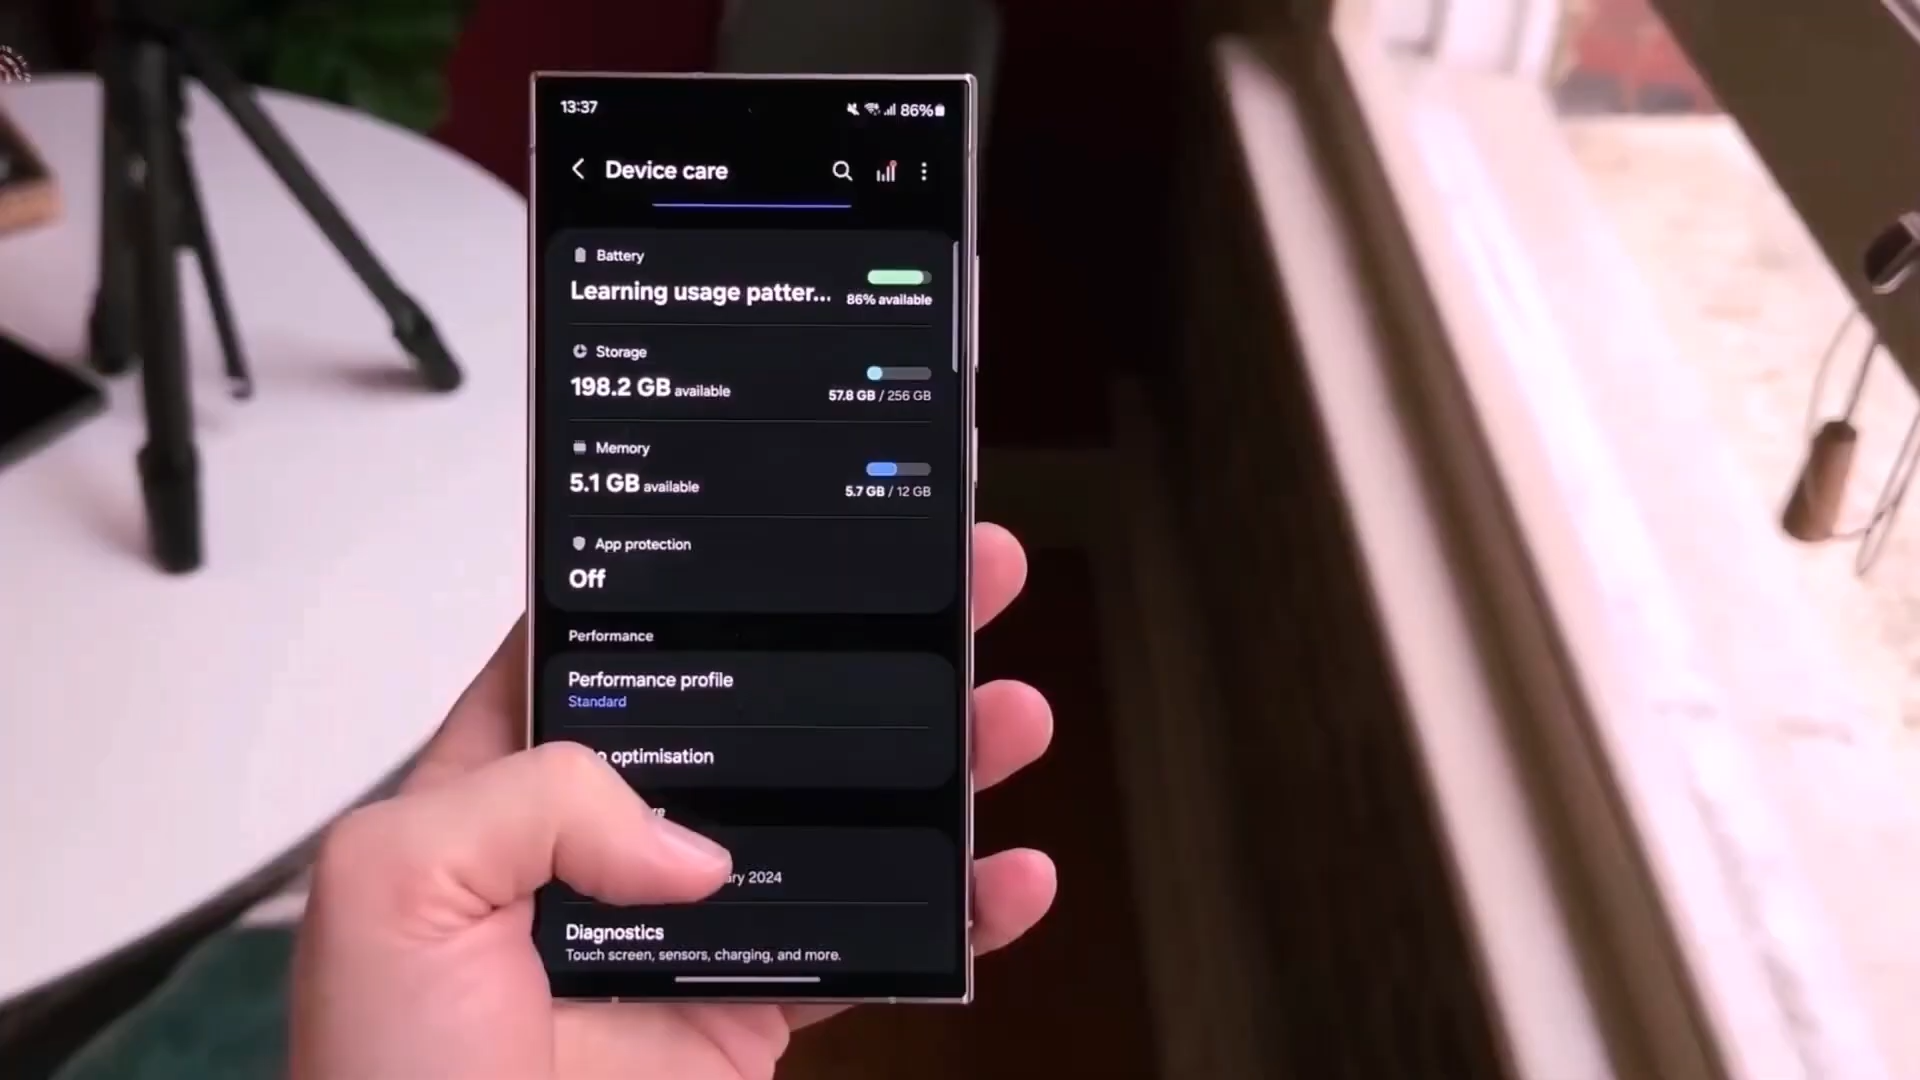 13:37
86%
Device care
Battery
Learning usage patter...
86% available
Storage
198.2 GB available
57.8 GB / 256 GB
Memory
5.1 GB available
5.7 GB / 12 GB
App protection
Off
Performance
Performance profile
Standard
optimisation
2024
Diagnostics
Touch screen, sensors, charging, and more.